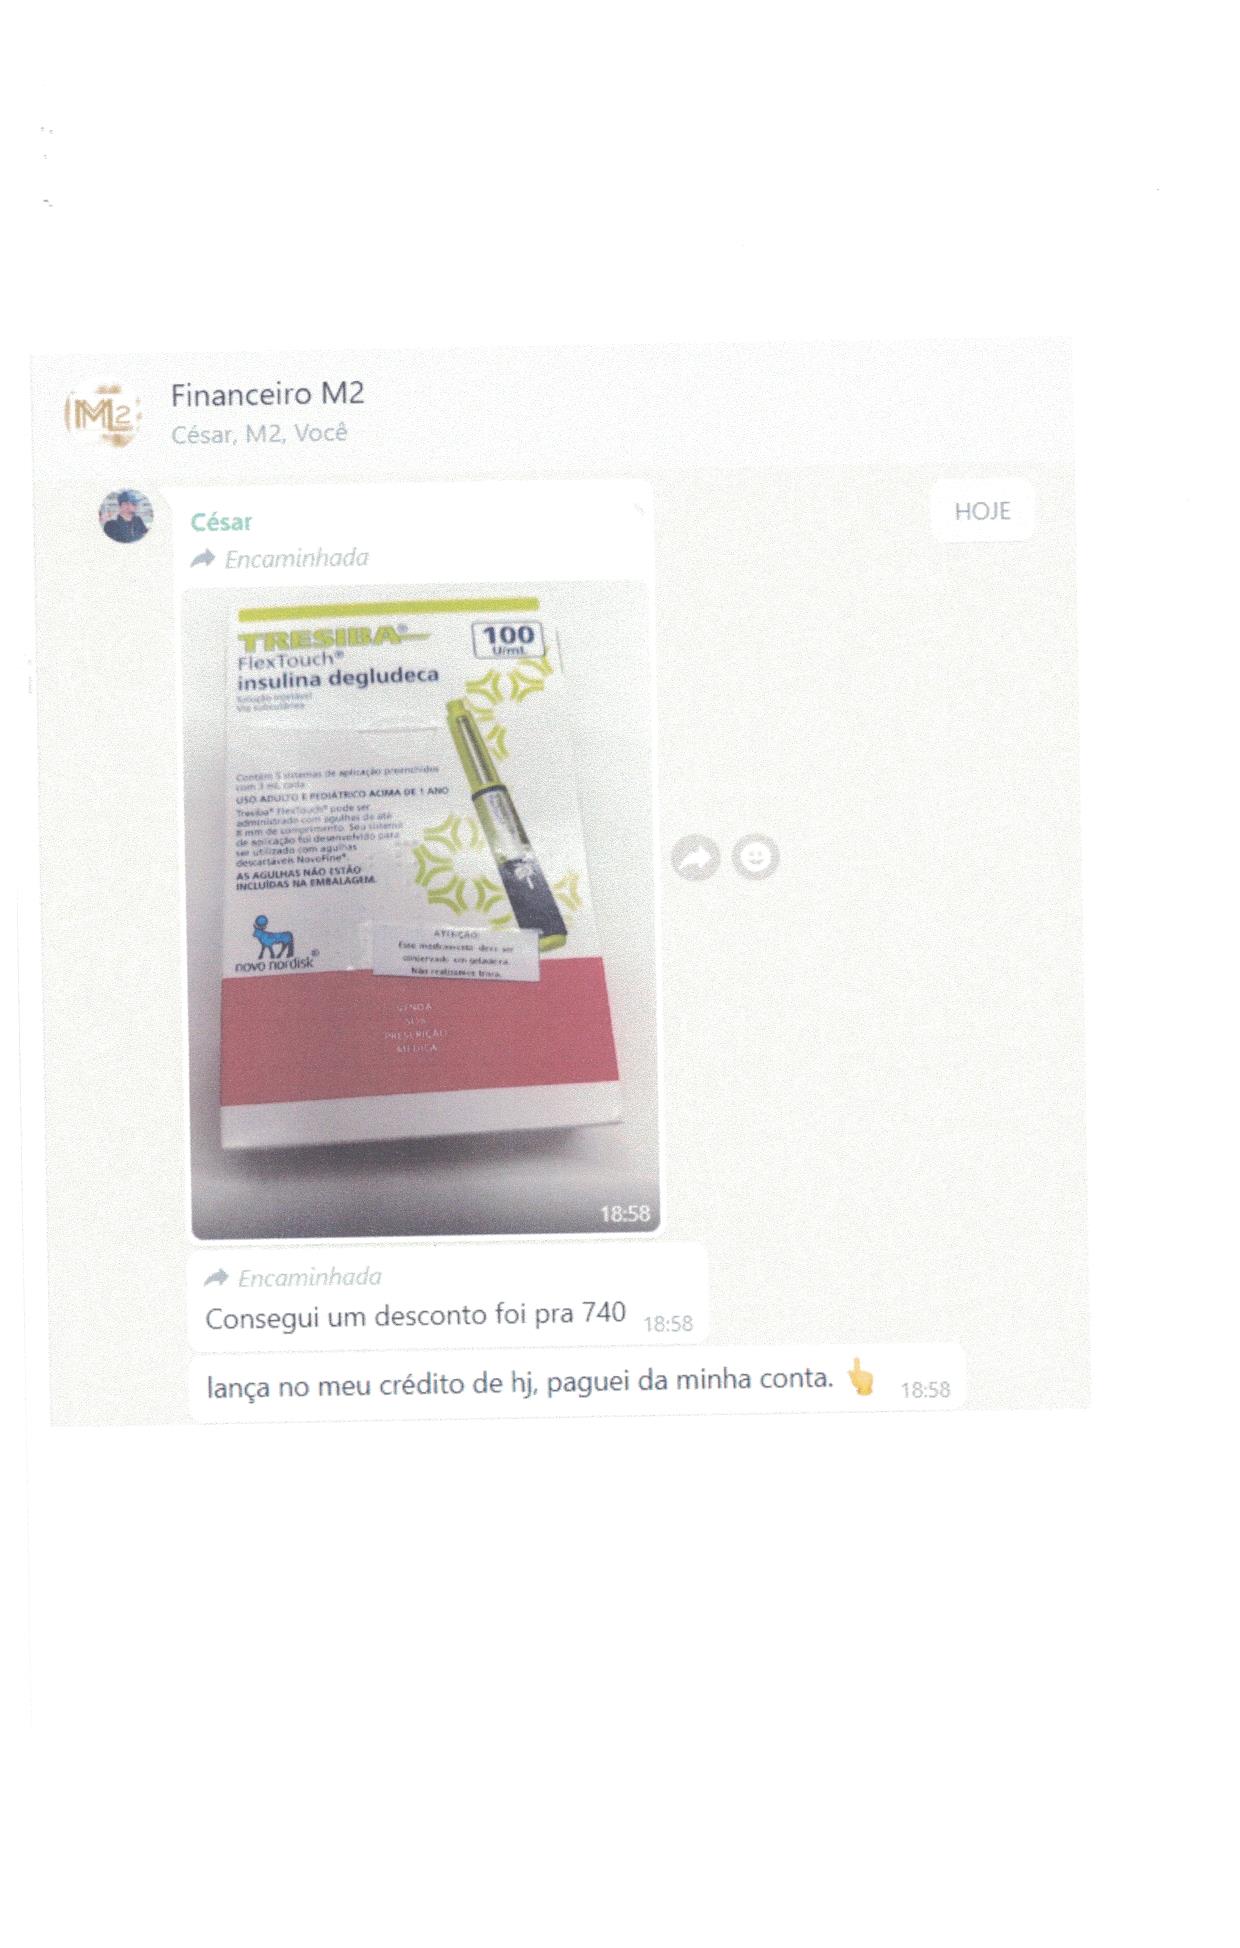 M2
Financeiro M2
César, M2, Você
HOJE
César
Encaminhada
TRESIBA®
100
U/mL
FlexTouch®
insulina degludeca
Solução injetável
Via subcutânea
Contém 5 sistemas de aplicação preenchidos
com 3 mL cada
USO ADULTO E PEDIÁTRICO ACIMA DE 1 ANO
Tresiba® FlexTouch® pode ser
administrado com agulhas de até
8 mm de comprimento. Seu sistema
de aplicação foi desenvolvido para
ser utilizado com agulhas
descartáveis NovoFine®.
AS AGULHAS NÃO ESTÃO
INCLUÍDAS NA EMBALAGEM.
novo nordisk®
ATENÇÃO:
Esse medicamento deve ser
conservado em geladeira.
Não realizamos troca.
VENDA
SOB
PRESCRIÇÃO
MÉDICA
18:58
Encaminhada
Consegui um desconto foi pra 740 18:58
lança no meu crédito de hj, paguei da minha conta. 18:58